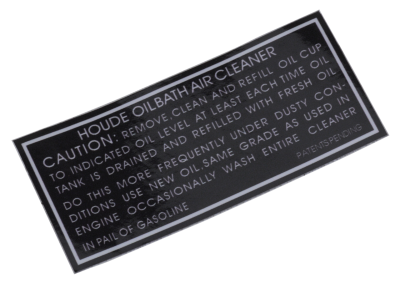 HOUDE OILBATH AIR CLEANER
CAUTION: REMOVE.CLEAN AND REFILL OIL CUP
TO INDICATED OIL LEVEL AT LEAST EACH TIME OIL
TANK IS DRAINED AND REFILLED WITH FRESH OIL
DO THIS MORE FREQUENTLY UNDER DUSTY CON-
DITIONS USE NEW OIL.SAME GRADE AS USED IN
ENGINE OCCASIONALLY WASH ENTIRE CLEANER
IN PAIL OF GASOLINE
PATENTS PENDING